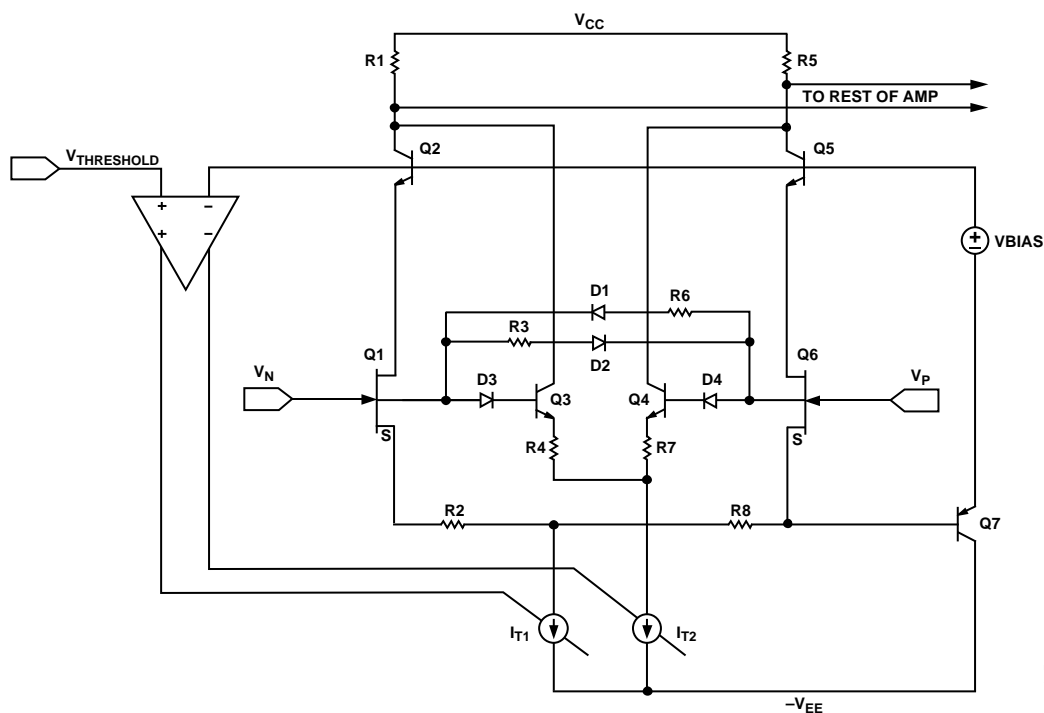 V_CC
R1
R5
TO REST OF AMP
V_THRESHOLD
Q2
Q5
+
–
+
–
+
–
VBIAS
D1
R6
R3
D2
Q1
Q6
V_N
V_P
D3
Q3
Q4
D4
S
S
R4
R7
R2
R8
Q7
I_T1
I_T2
–V_EE